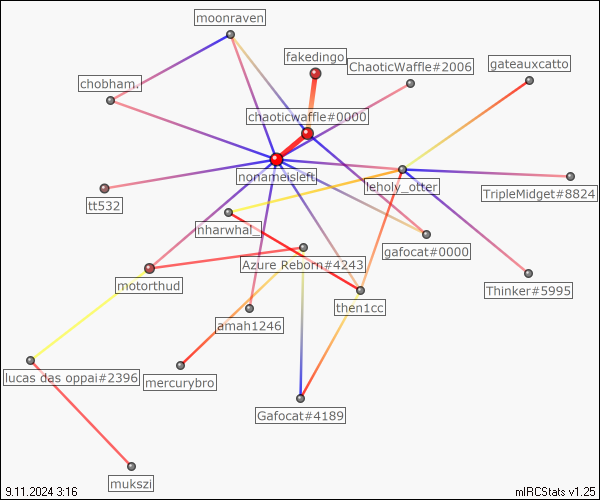 moonraven
fakedingo
ChaoticWaffle#2006
gateauxcatto
chobham.
chaoticwaffle#0000
nonameisleft
leholy_otter
TripleMidget#8824
tt532
nharwhal_
gafocat#0000
Azure Reborn#4243
motorthud
Thinker#5995
then1cc
amah1246
lucas das oppai#2396
mercurybro
Gafocat#4189
mukszi
9.11.2024 3:16
mIRCStats v1.25